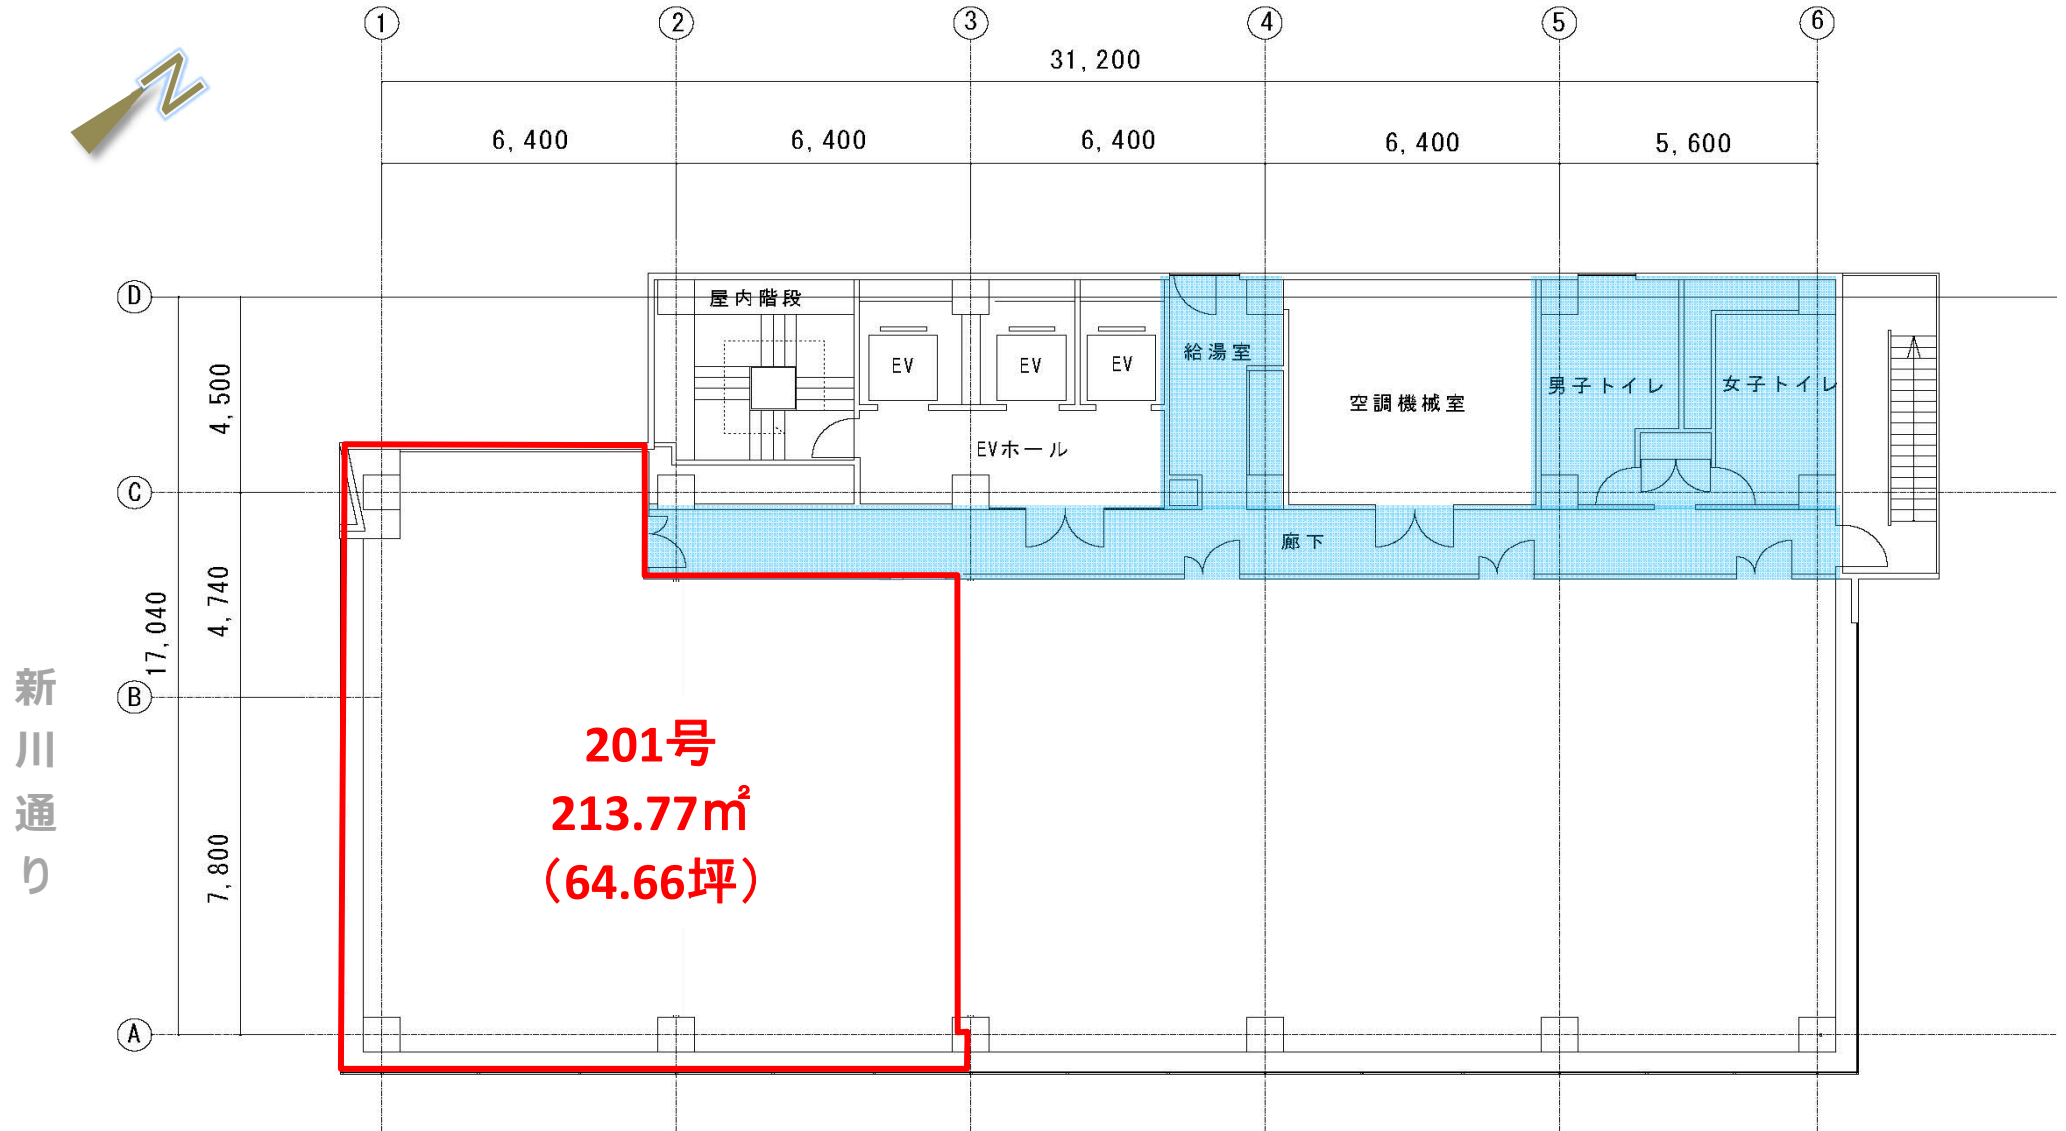 1 2 3 4 5 6
N
31,200
6,400 6,400 6,400 6,400 5,600
D
C
B
A
4,500
4,740
17,040
7,800
屋内階段
EV EV EV
給湯室
空調機械室
男子トイレ 女子トイレ
EVホール
廊下
新川通り
201号
213.77㎡
（64.66坪）